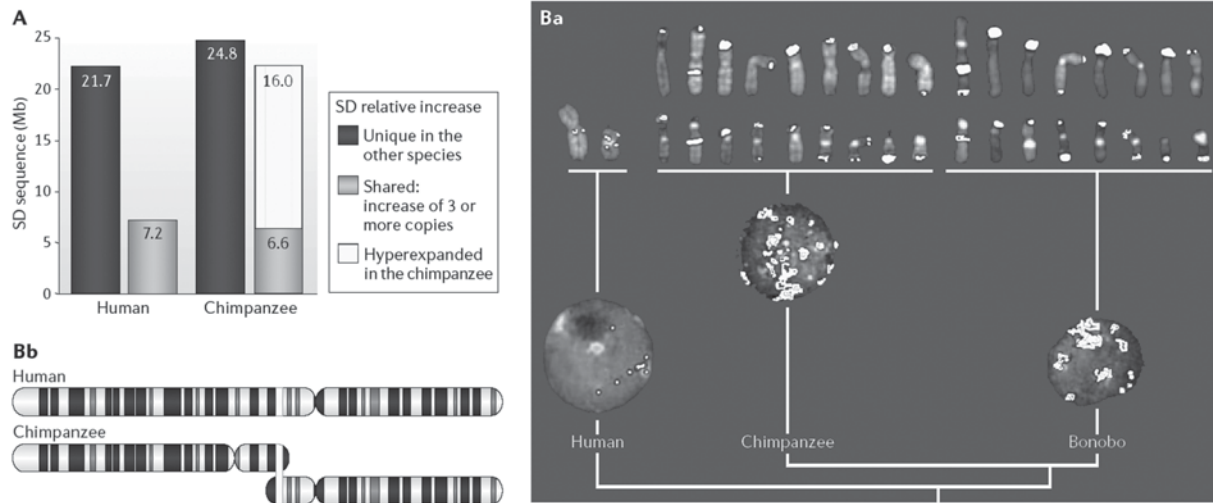 A
SD sequence (Mb)
25
20
15
10
5
0
21.7
7.2
24.8
16.0
6.6
Human
Chimpanzee
SD relative increase
Unique in the
other species
Shared:
increase of 3 or
more copies
Hyperexpanded
in the chimpanzee
Bb
Human
Chimpanzee
Ba
Human
Chimpanzee
Bonobo